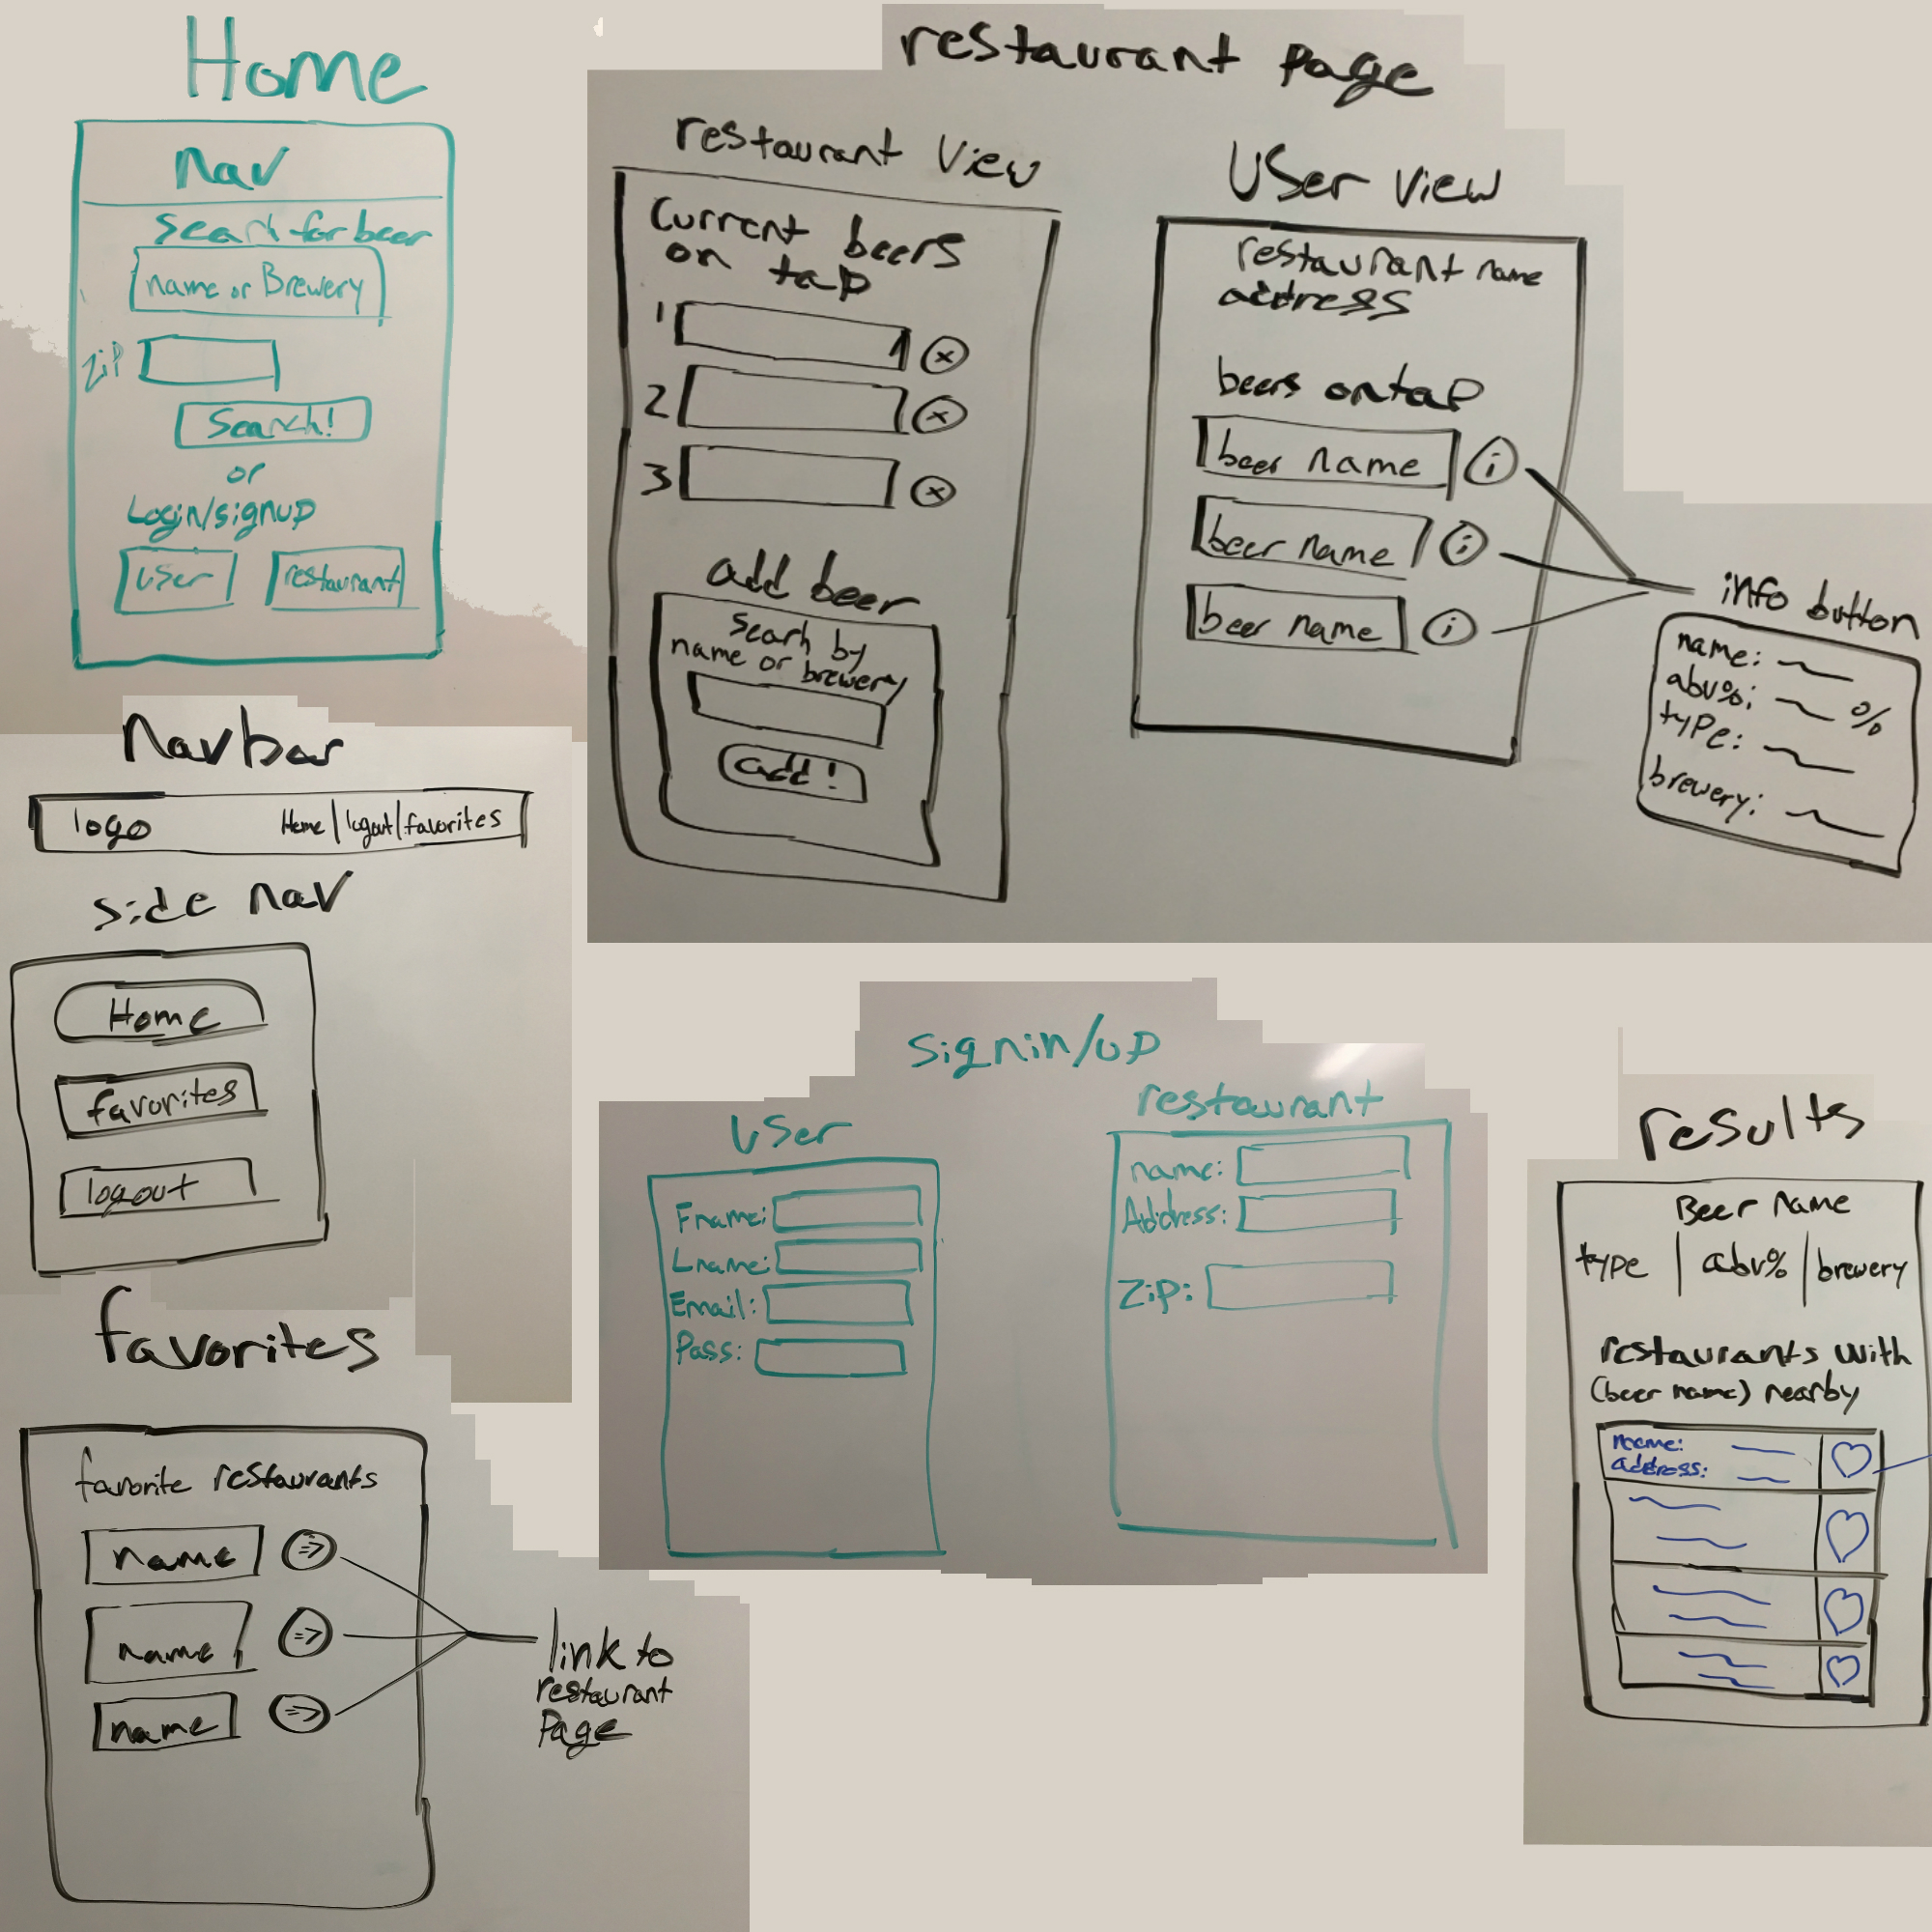 Home
Nav
Search for beer
name or Brewery
Zip
Search!
or
Login/signup
user
restaurant
restaurant page
restaurant View
Current beers
on tap
1
x
2
x
3
x
add beer
Search by
name or brewery
add!
User view
restaurant name
address
beers on tap
beer name
i
beer name
i
beer name
i
info button
name:
abv%: %
type:
brewery:
Navbar
logo
Home | logout | favorites
side nav
Home
favorites
logout
favorites
favorite restaurants
name
name
name
link to
restaurant
Page
Signin/up
User
Fname:
Lname:
Email:
Pass:
restaurant
name:
Address:
Zip:
results
Beer Name
type | abv% | brewery
restaurants with
(beer name) nearby
name:
address: